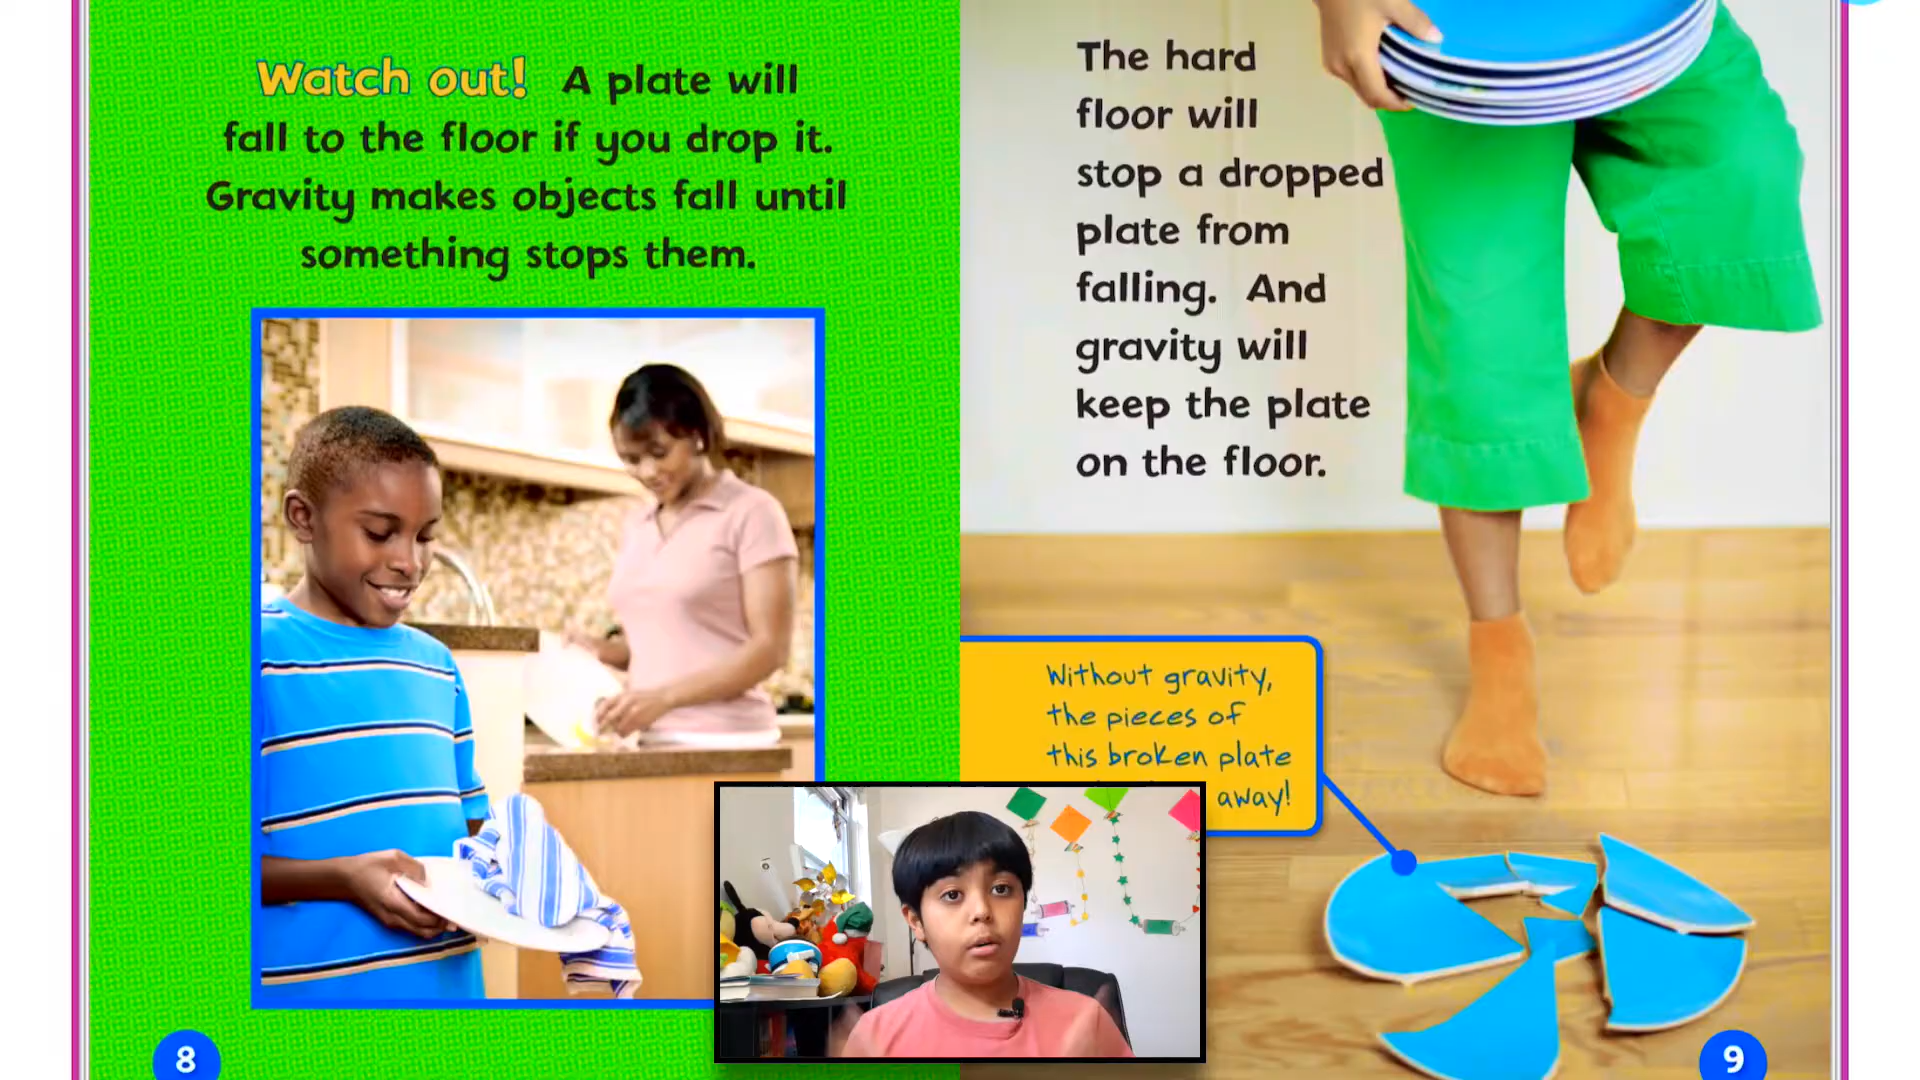 Watch out! A plate will
fall to the floor if you drop it.
Gravity makes objects fall until
something stops them.
8
The hard
floor will
stop a dropped
plate from
falling. And
gravity will
keep the plate
on the floor.
Without gravity,
the pieces of
this broken plate
away!
9